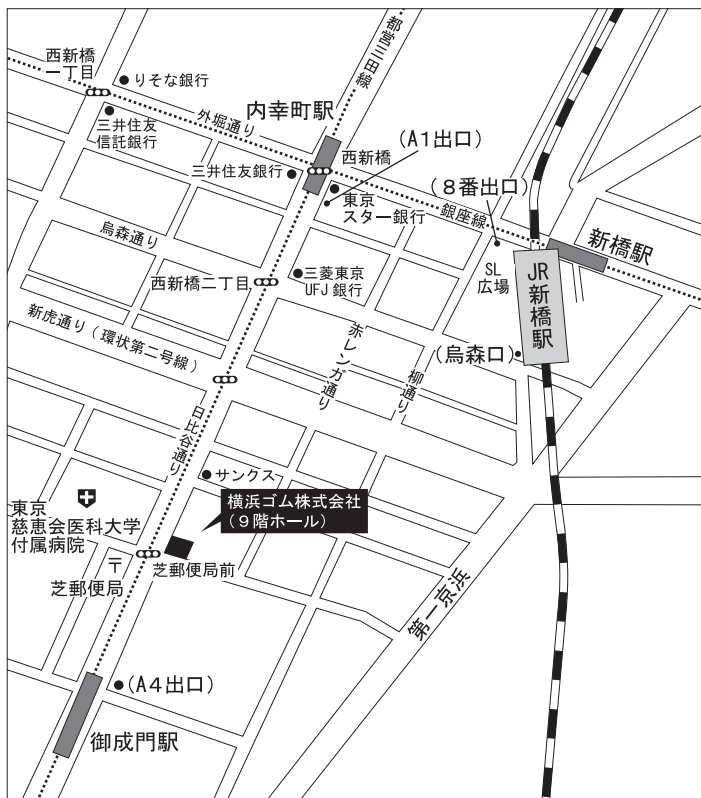 都営三田線
西新橋
一丁目
りそな銀行
内幸町駅
外堀通り
三井住友
信託銀行
(A1出口)
西新橋
三井住友銀行
(8番出口)
東京
スター銀行
銀座線
新橋駅
烏森通り
SL
広場
JR新橋駅
三菱東京
UFJ銀行
西新橋二丁目
新虎通り(環状第二号線)
赤レンガ通り
(烏森口)
柳通り
日比谷通り
サンクス
横浜ゴム株式会社
(9階ホール)
東京
慈恵会医科大学
付属病院
〒
芝郵便局
芝郵便局前
第一京浜
(A4出口)
御成門駅